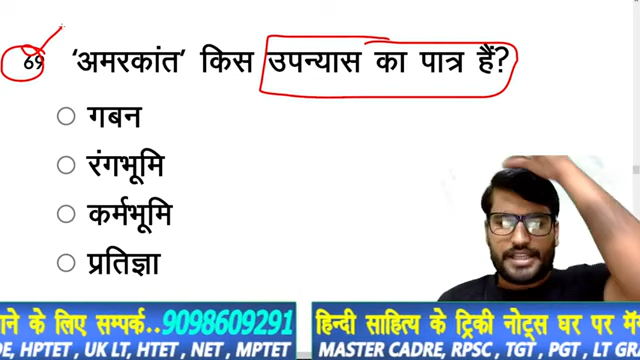 69 'अमरकांत' किस उपन्यास का पात्र हैं?
गबन
रंगभूमि
कर्मभूमि
प्रतिज्ञा
ाने के लिए सम्पर्क..9098609291
हिन्दी साहित्य के ट्रिकी नोट्स घर पर मँ
DE, HPTET , UK LT, HTET , NET , MPTET
MASTER CADRE, RPSC , TGT , PGT , LT GR